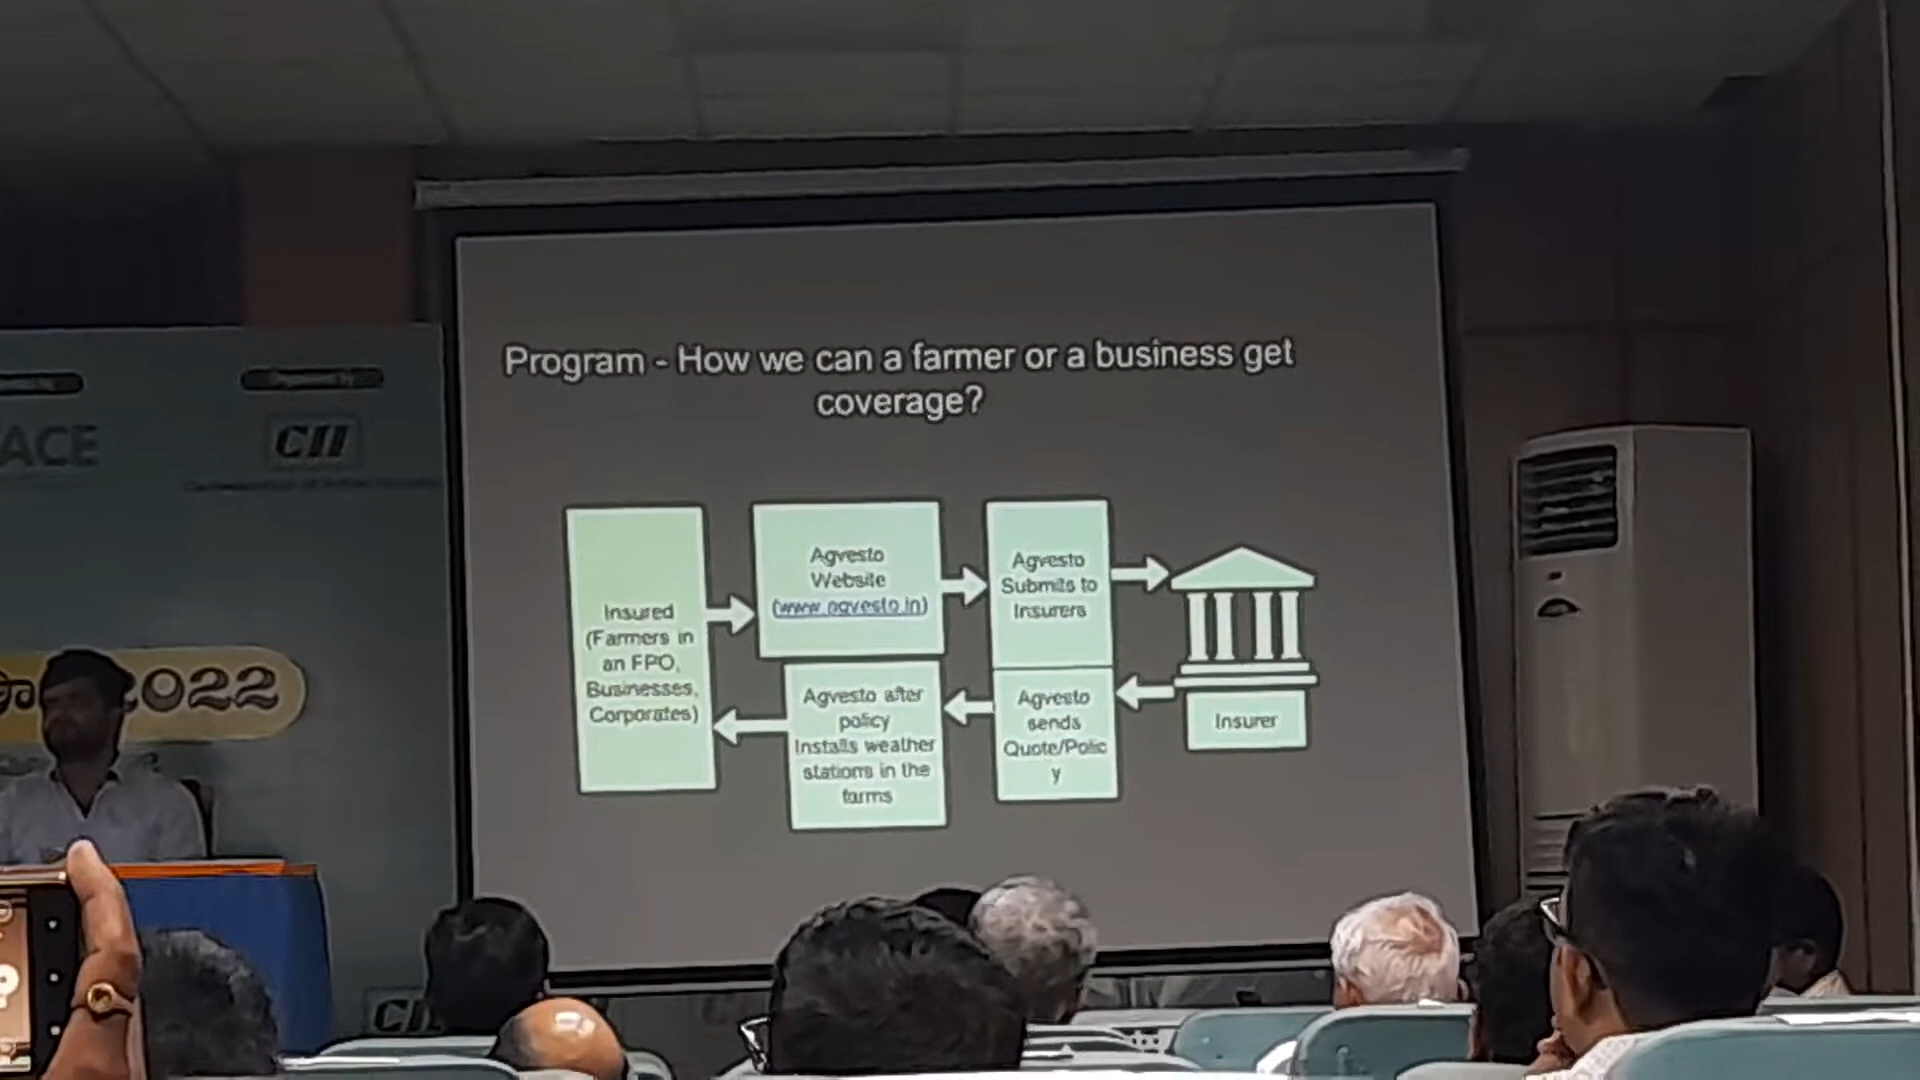 Program - How we can a farmer or a business get
coverage?
Insured
(Farmers in
an FPO,
Businesses,
Corporates)
Agvesto
Website
(www.agvesto.in)
Agvesto
Submits to
Insurers
Agvesto after
policy
Installs weather
stations in the
farms
Agvesto
sends
Quote/Polic
y
Insurer
ACE
CII
2022
CII